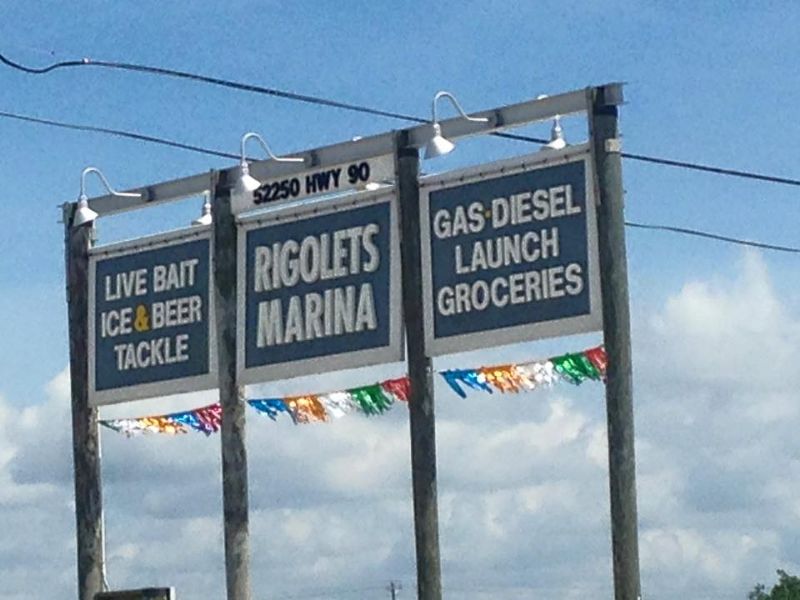 52250 HWY 90
LIVE BAIT
ICE & BEER
TACKLE
RIGOLETS
MARINA
GAS·DIESEL
LAUNCH
GROCERIES